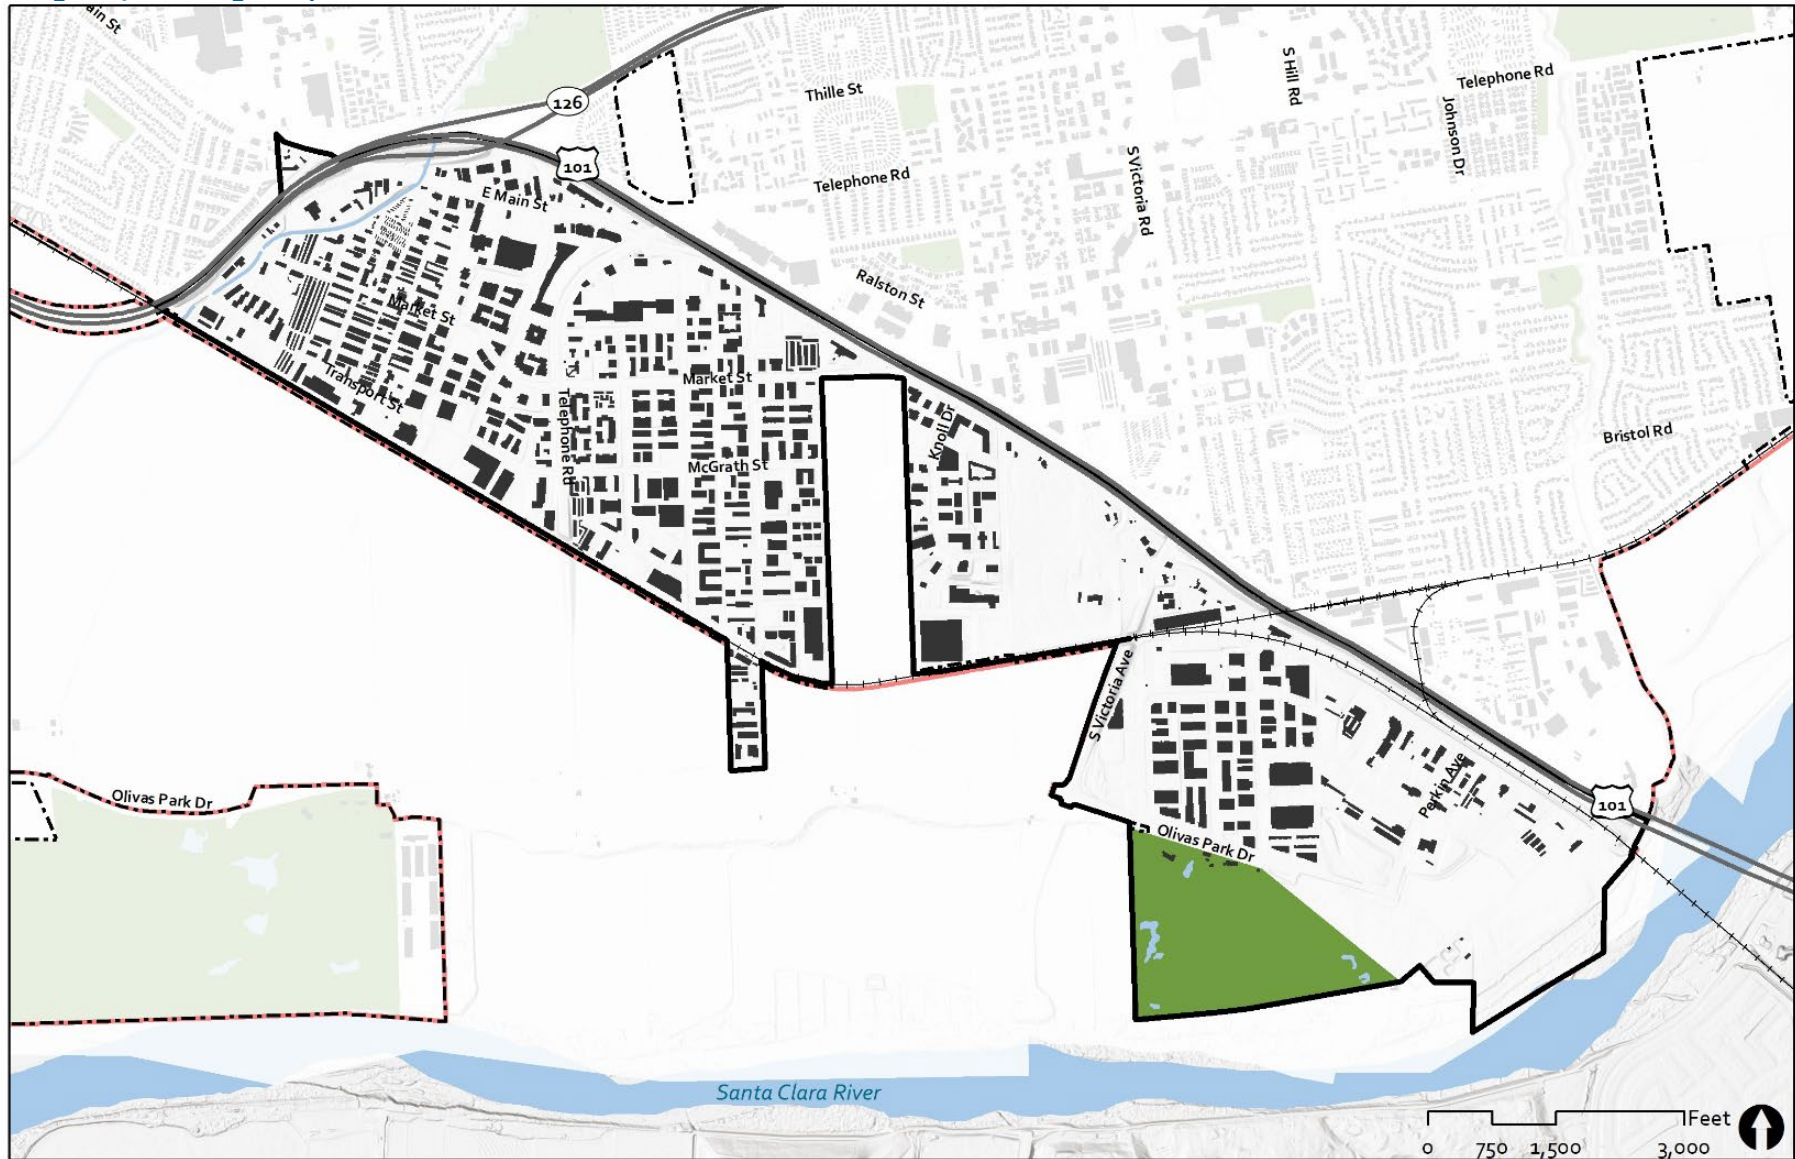 ain St
126
Thille St
S Hill Rd
Telephone Rd
Johnson Dr
101
Telephone Rd
S Victoria Rd
E Main St
Ralston St
Market St
Transport St
Market St
Telephone Rd
Knoll Dr
McGrath St
Bristol Rd
S Victoria Ave
Olivas Park Dr
Perkin Ave
101
Olivas Park Dr
Santa Clara River
Feet
0 750 1,500 3,000